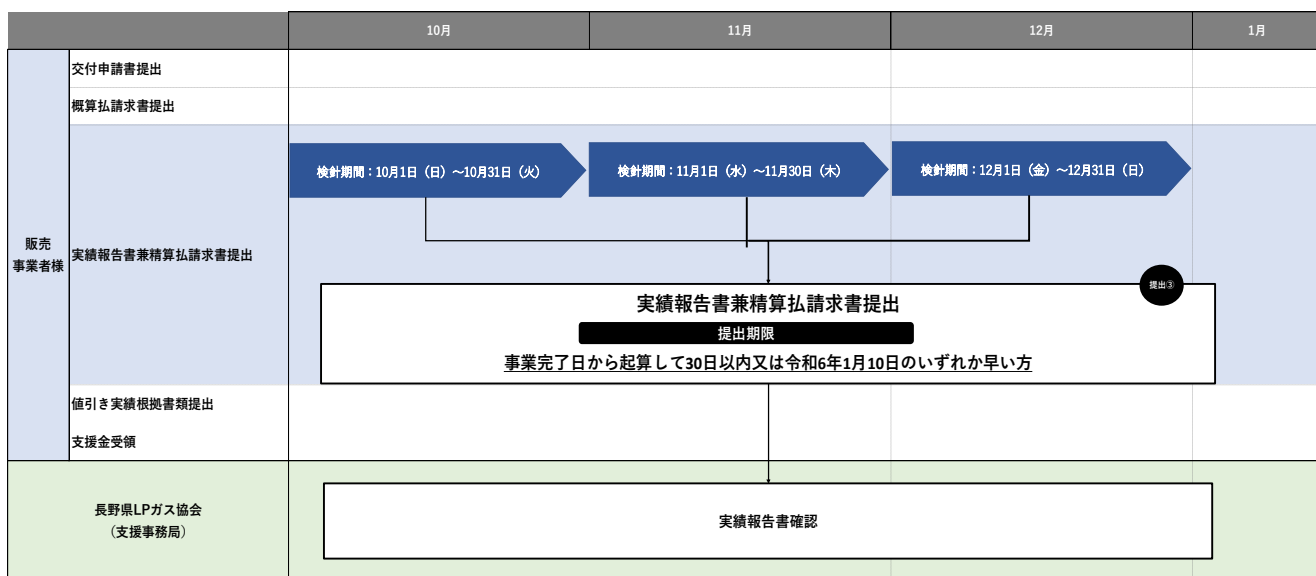 10月
11月
12月
1月
交付申請書提出
概算払請求書提出
検針期間：10月1日（日）～10月31日（火）
検針期間：11月1日（水）～11月30日（木）
検針期間：12月1日（金）～12月31日（日）
販売
事業者様
実績報告書兼精算払請求書提出
提出③
実績報告書兼精算払請求書提出
提出期限
事業完了日から起算して30日以内又は令和6年1月10日のいずれか早い方
値引き実績根拠書類提出
支援金受領
長野県LPガス協会
（支援事務局）
実績報告書確認